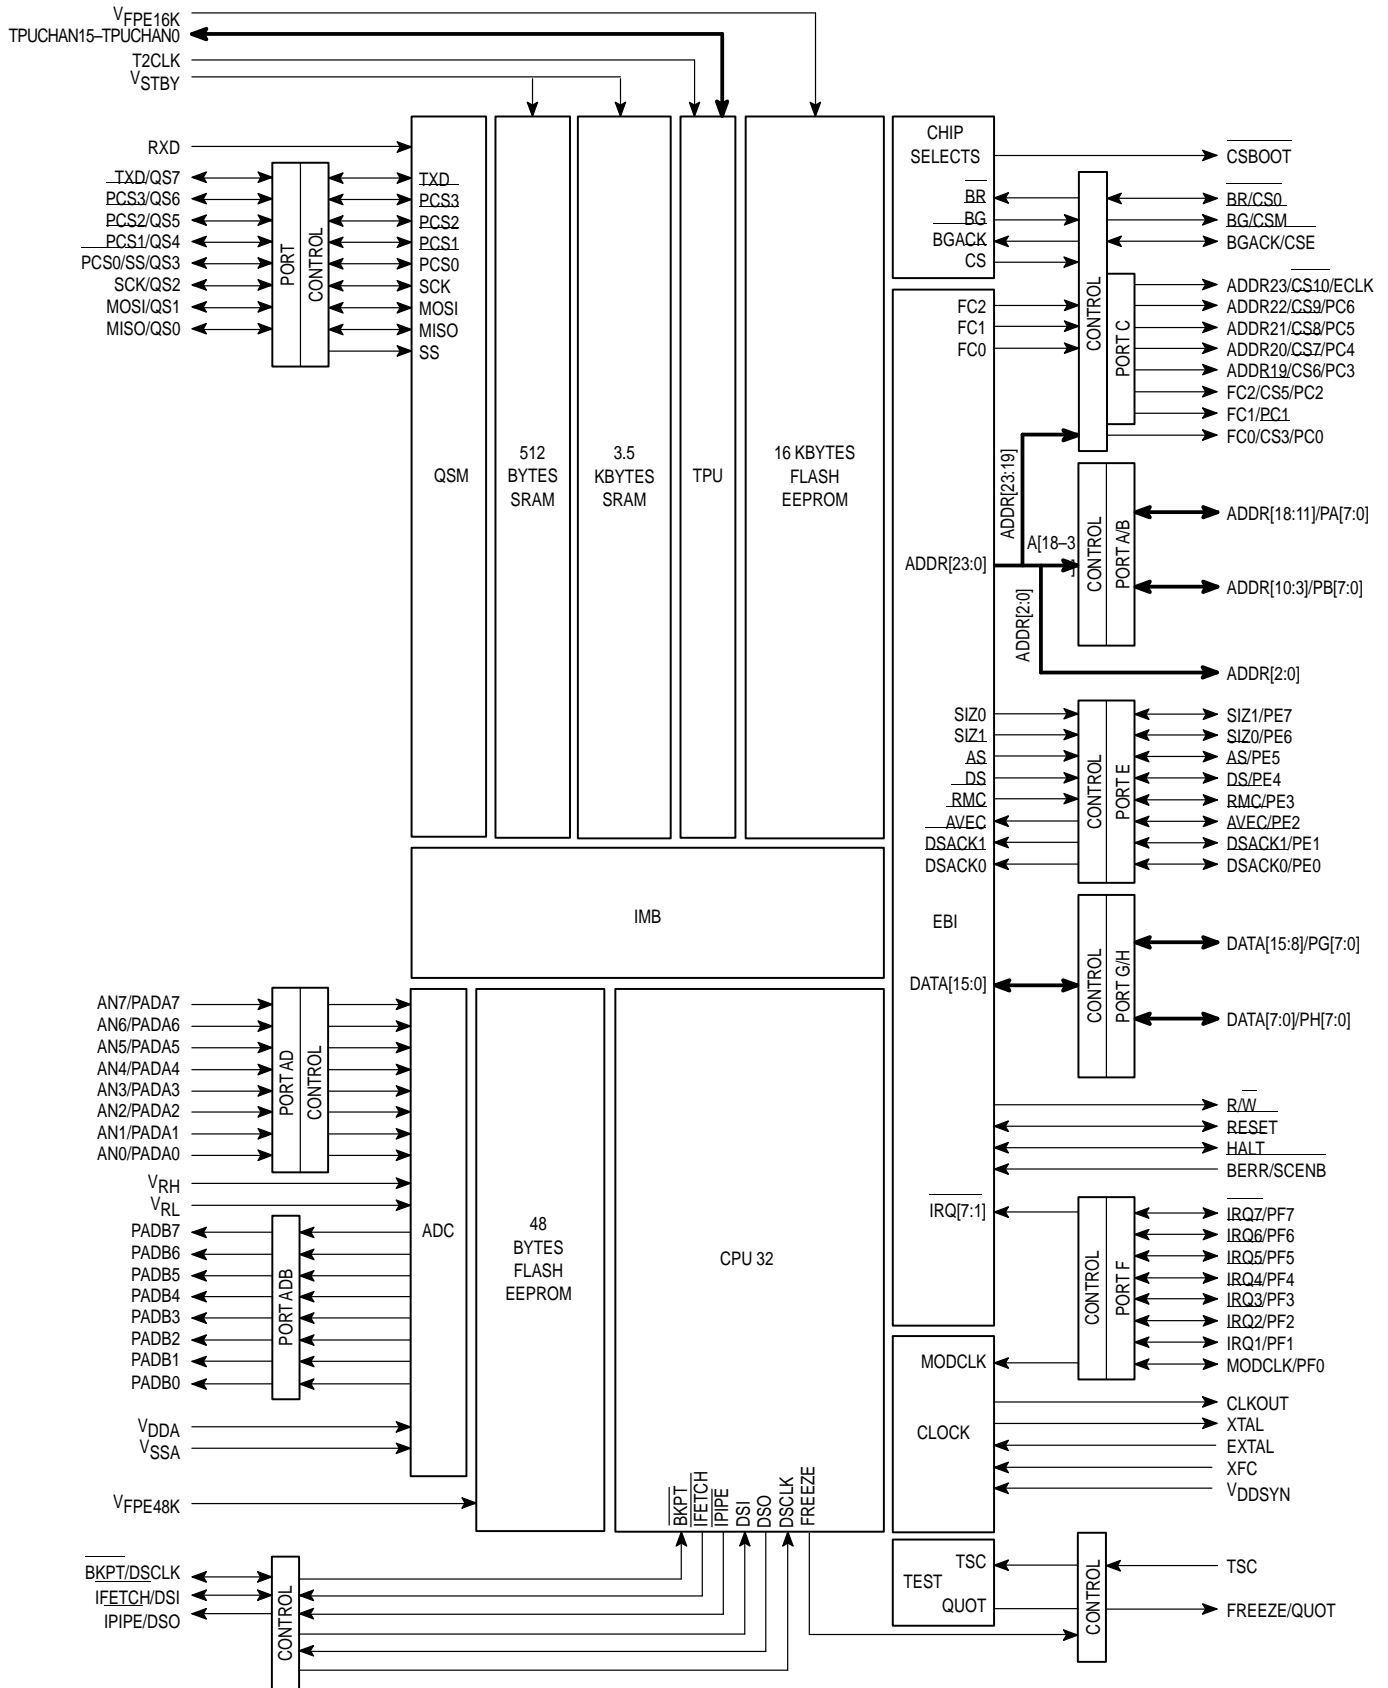 VFPE16K
TPUCHAN15–TPUCHAN0
T2CLK
VSTBY
RXD
TXD/QS7
PCS3/QS6
PCS2/QS5
PCS1/QS4
PCS0/SS/QS3
SCK/QS2
MOSI/QS1
MISO/QS0
PORT
CONTROL
TXD
PCS3
PCS2
PCS1
PCS0
SCK
MOSI
MISO
SS
QSM
512
BYTES
SRAM
3.5
KBYTES
SRAM
TPU
16 KBYTES
FLASH
EEPROM
CHIP
SELECTS
BR
BG
BGACK
CS
FC2
FC1
FC0
CONTROL
PORT C
CSBOOT
BR/CS0
BG/CSM
BGACK/CSE
ADDR23/CS10/ECLK
ADDR22/CS9/PC6
ADDR21/CS8/PC5
ADDR20/CS7/PC4
ADDR19/CS6/PC3
FC2/CS5/PC2
FC1/PC1
FC0/CS3/PC0
ADDR[23:19]
ADDR[23:0]
A[18–3
]
ADDR[2:0]
CONTROL
PORT A/B
ADDR[18:11]/PA[7:0]
ADDR[10:3]/PB[7:0]
ADDR[2:0]
SIZ0
SIZ1
AS
DS
RMC
AVEC
DSACK1
DSACK0
CONTROL
PORT E
SIZ1/PE7
SIZ0/PE6
AS/PE5
DS/PE4
RMC/PE3
AVEC/PE2
DSACK1/PE1
DSACK0/PE0
IMB
EBI
DATA[15:0]
CONTROL
PORT G/H
DATA[15:8]/PG[7:0]
DATA[7:0]/PH[7:0]
AN7/PADA7
AN6/PADA6
AN5/PADA5
AN4/PADA4
AN3/PADA3
AN2/PADA2
AN1/PADA1
AN0/PADA0
PORT AD
CONTROL
VRH
VRL
PADB7
PADB6
PADB5
PADB4
PADB3
PADB2
PADB1
PADB0
PORT ADB
VDDA
VSSA
VFPE48K
ADC
48
BYTES
FLASH
EEPROM
CPU 32
R/W
RESET
HALT
BERR/SCENB
IRQ[7:1]
CONTROL
PORT F
IRQ7/PF7
IRQ6/PF6
IRQ5/PF5
IRQ4/PF4
IRQ3/PF3
IRQ2/PF2
IRQ1/PF1
MODCLK/PF0
MODCLK
CLOCK
CLKOUT
XTAL
EXTAL
XFC
VDDSYN
BKPT
IFETCH
IPIPE
DSI
DSO
DSCLK
FREEZE
BKPT/DSCLK
IFETCH/DSI
IPIPE/DSO
CONTROL
TSC
TEST
QUOT
CONTROL
TSC
FREEZE/QUOT